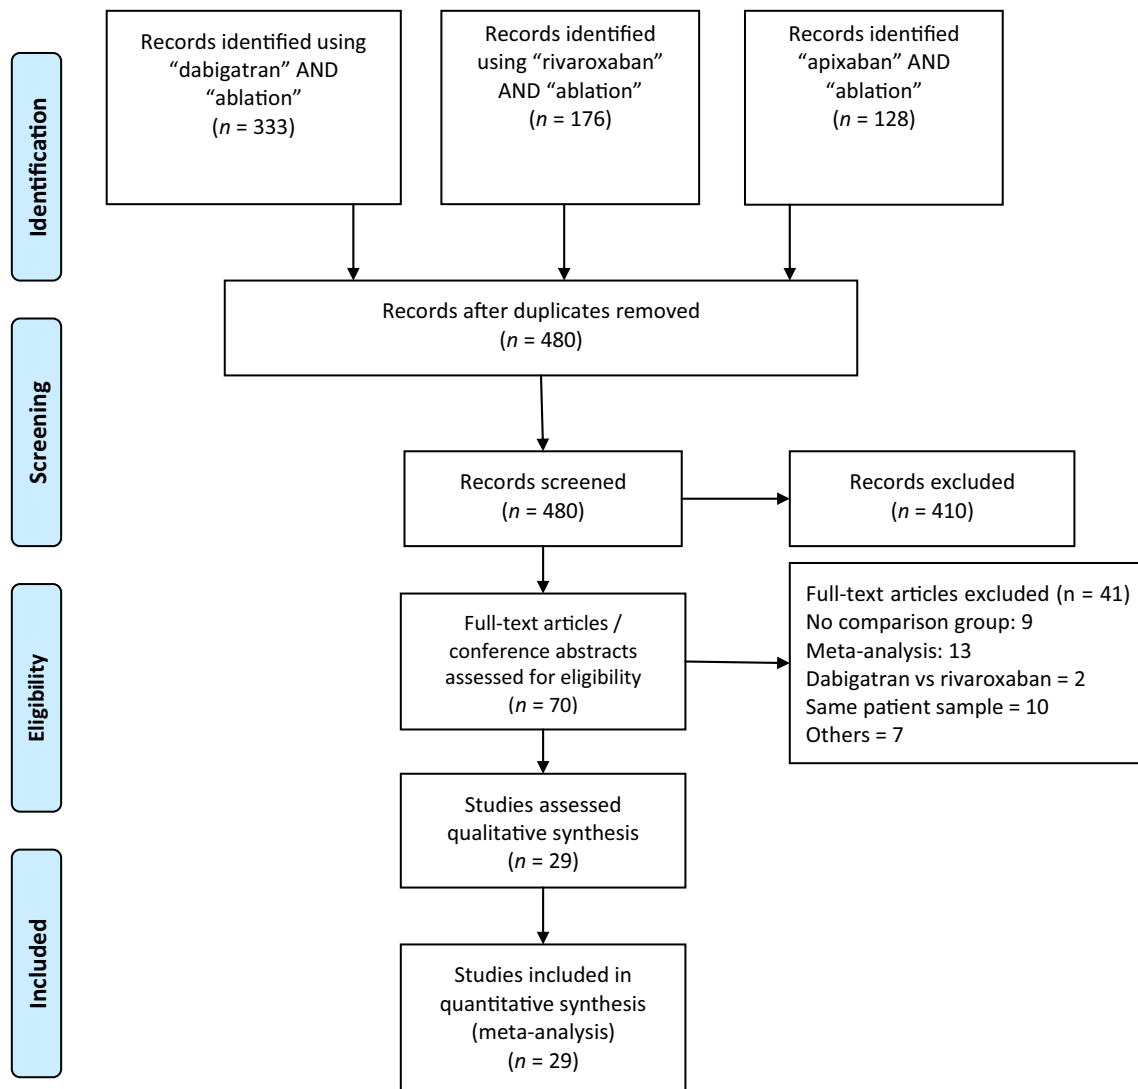 Identification
Records identified using
“dabigatran” AND
“ablation”
(n = 333)
Records identified
using “rivaroxaban”
AND “ablation”
(n = 176)
Records identified
“apixaban” AND
“ablation”
(n = 128)
Records after duplicates removed
(n = 480)
Screening
Records screened
(n = 480)
Records excluded
(n = 410)
Eligibility
Full-text articles /
conference abstracts
assessed for eligibility
(n = 70)
Full-text articles excluded (n = 41)
No comparison group: 9
Meta-analysis: 13
Dabigatran vs rivaroxaban = 2
Same patient sample = 10
Others = 7
Studies assessed
qualitative synthesis
(n = 29)
Included
Studies included in
quantitative synthesis
(meta-analysis)
(n = 29)